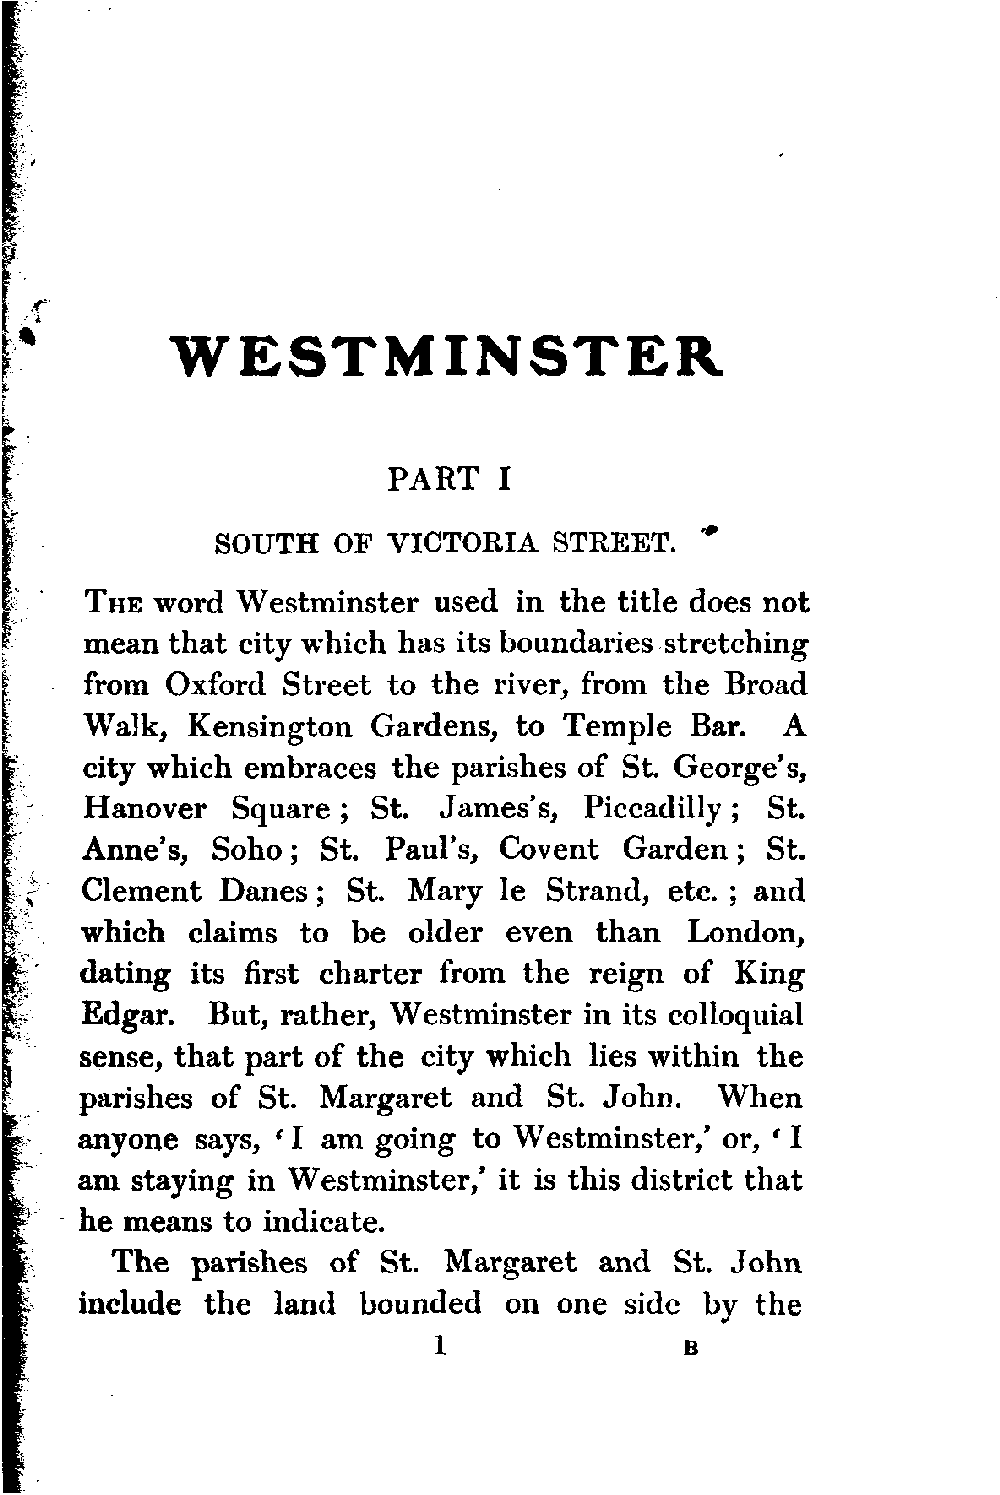 WESTMINSTER
PART I
SOUTH OF VICTORIA STREET.
THE word Westminster used in the title does not
mean that city which has its boundaries stretching
from Oxford Street to the river, from the Broad
Walk, Kensington Gardens, to Temple Bar. A
city which embraces the parishes of St. George's,
Hanover Square; St. James's, Piccadilly; St.
Anne's, Soho; St. Paul's, Covent Garden; St.
Clement Danes; St. Mary le Strand, etc.; and
which claims to be older even than London,
dating its first charter from the reign of King
Edgar. But, rather, Westminster in its colloquial
sense, that part of the city which lies within the
parishes of St. Margaret and St. John. When
anyone says, ‘I am going to Westminster,’ or, ‘I
am staying in Westminster,’ it is this district that
he means to indicate.
The parishes of St. Margaret and St. John
include the land bounded on one side by the
1 B